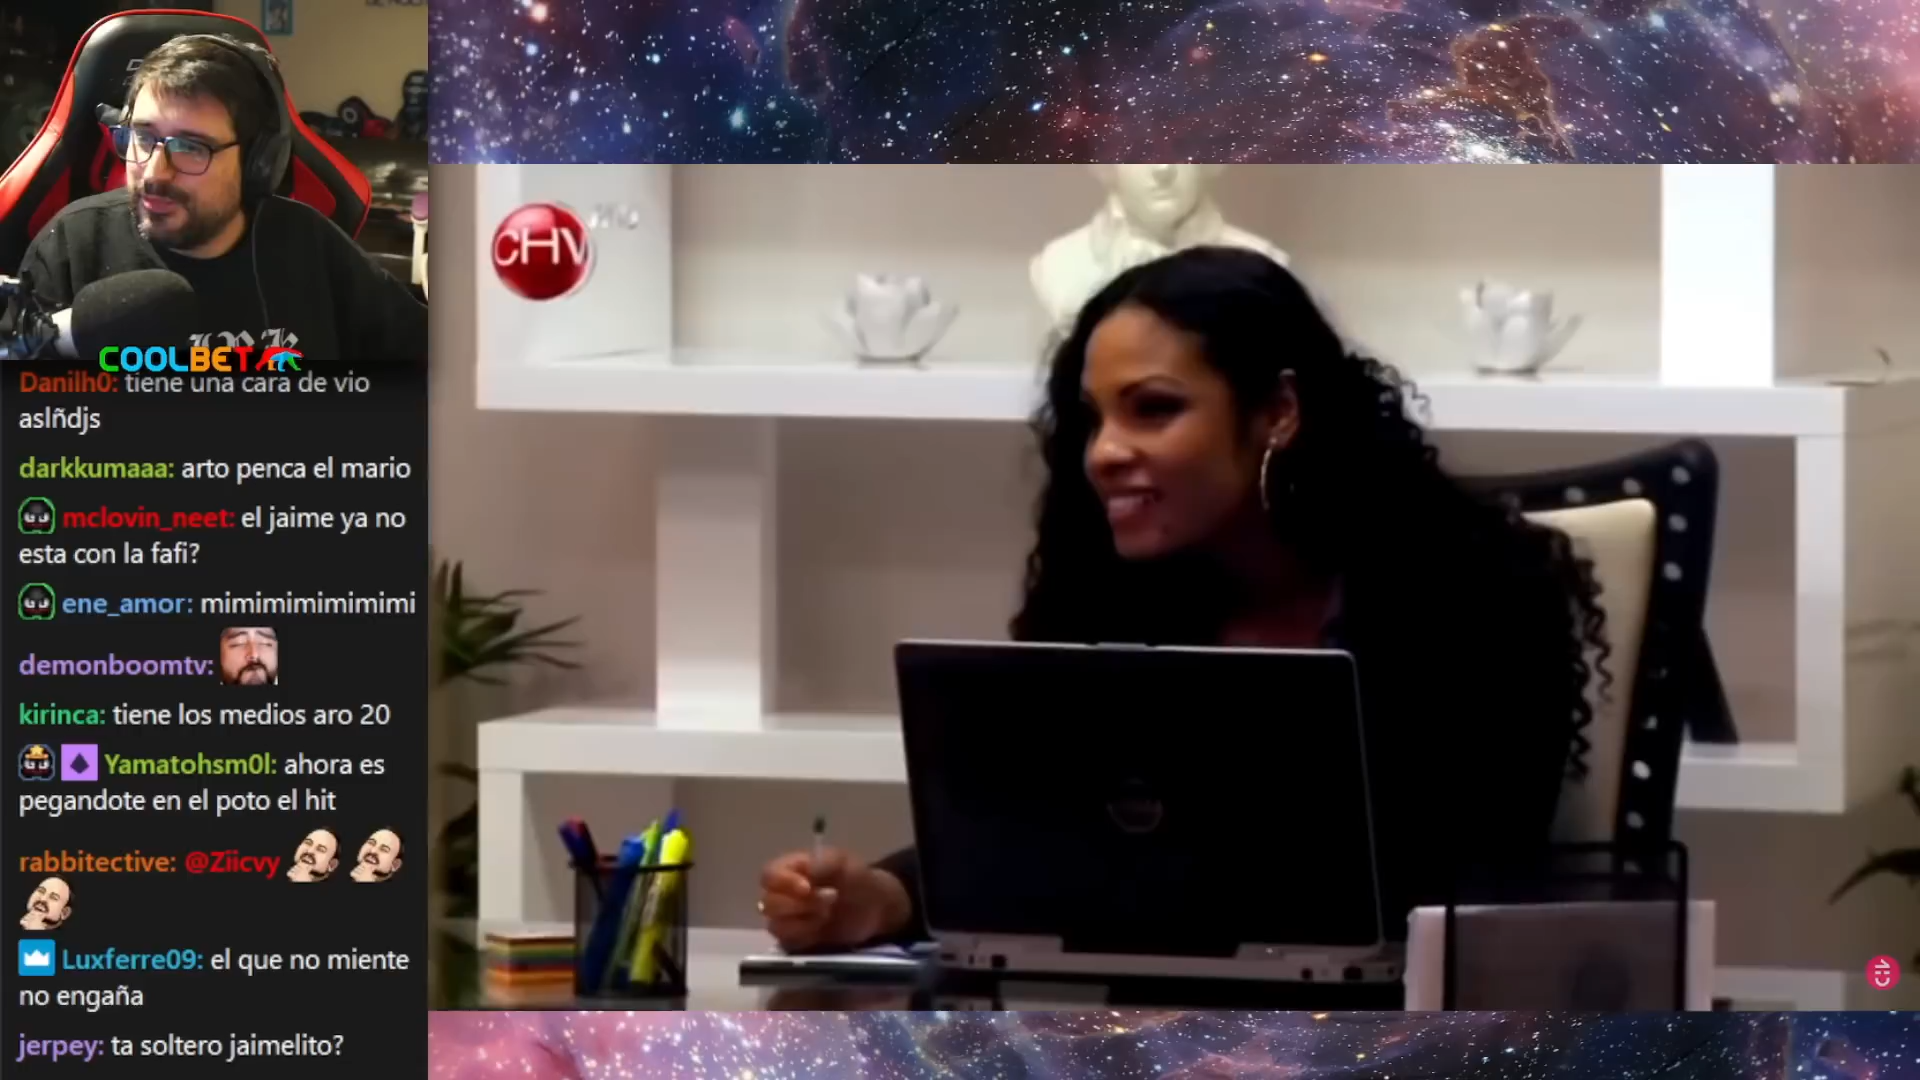 CHV
COOLBET
Danilh0: tiene una cara de vio
aslñdjs
darkkumaaa: arto penca el mario
mclovin_neet: el jaime ya no
esta con la fafi?
ene_amor: mimimimimimimi
demonboomtv:
kirinca: tiene los medios aro 20
Yamatohsm0l: ahora es
pegandote en el poto el hit
rabbitective: @Ziicvy
Luxferre09: el que no miente
no engaña
jerpey: ta soltero jaimelito?